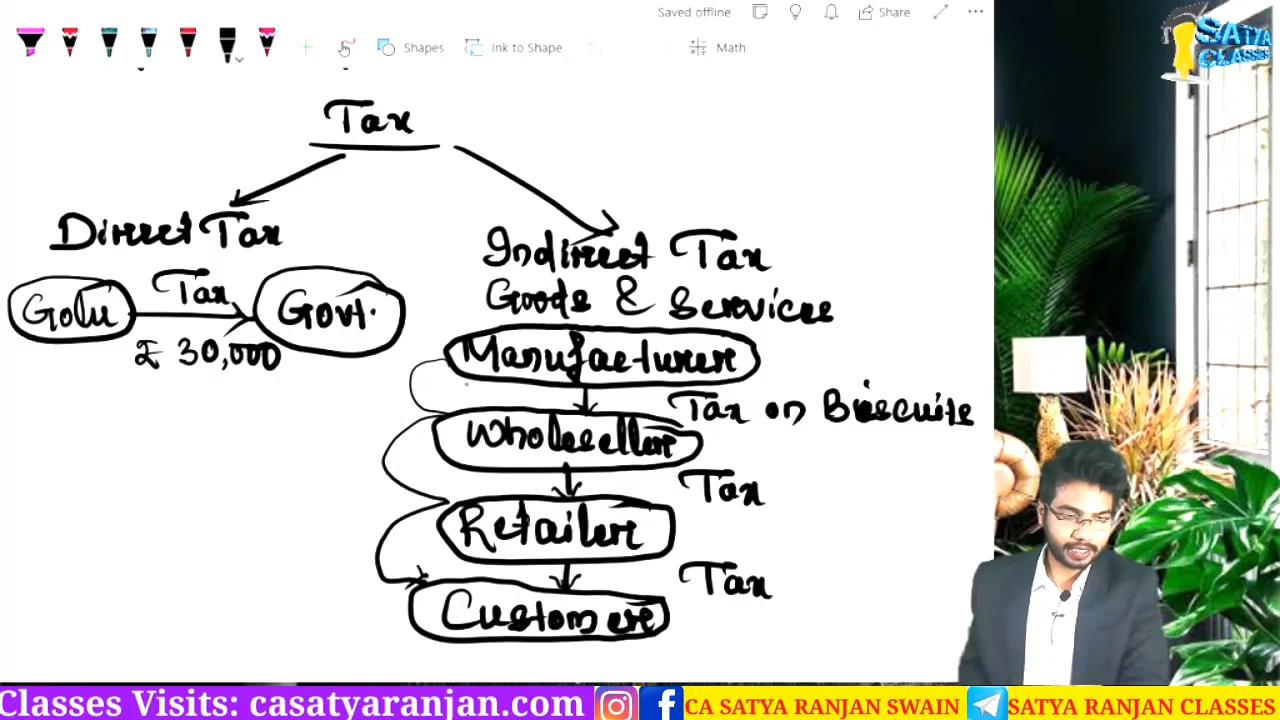 Saved offline
Share
Shapes
Ink to Shape
Math
SATYA
CLASSES
Tax
Direct Tax
Golu
Tax
Govt.
₹ 30,000
Indirect Tax
Goods & Services
Manufacturer
Tax on Biscuits
Wholeseller
Tax
Retailer
Tax
Customer
Classes Visits: casatyaranjan.com
CA SATYA RANJAN SWAIN
SATYA RANJAN CLASSES